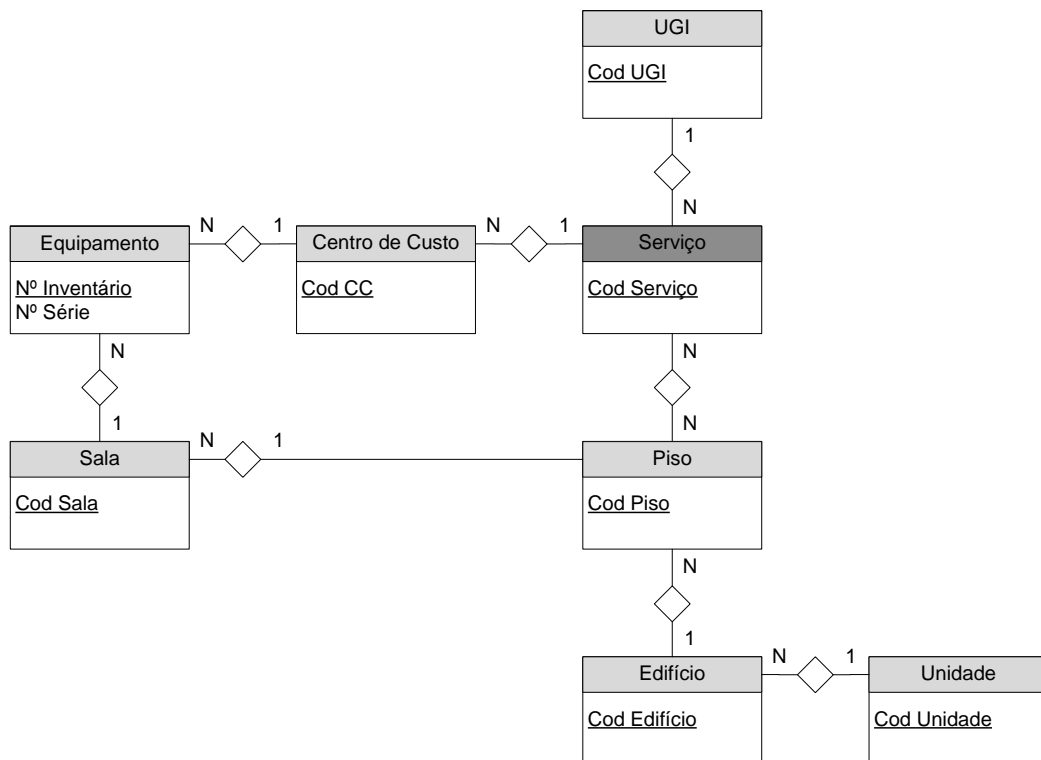 UGI
Cod UGI
1
N
N 1 N 1
Equipamento Centro de Custo Serviço
Nº Inventário Cod CC Cod Serviço
Nº Série
N N
1 N
N 1
Sala Piso
Cod Sala Cod Piso
N
1
N 1
Edifício Unidade
Cod Edifício Cod Unidade